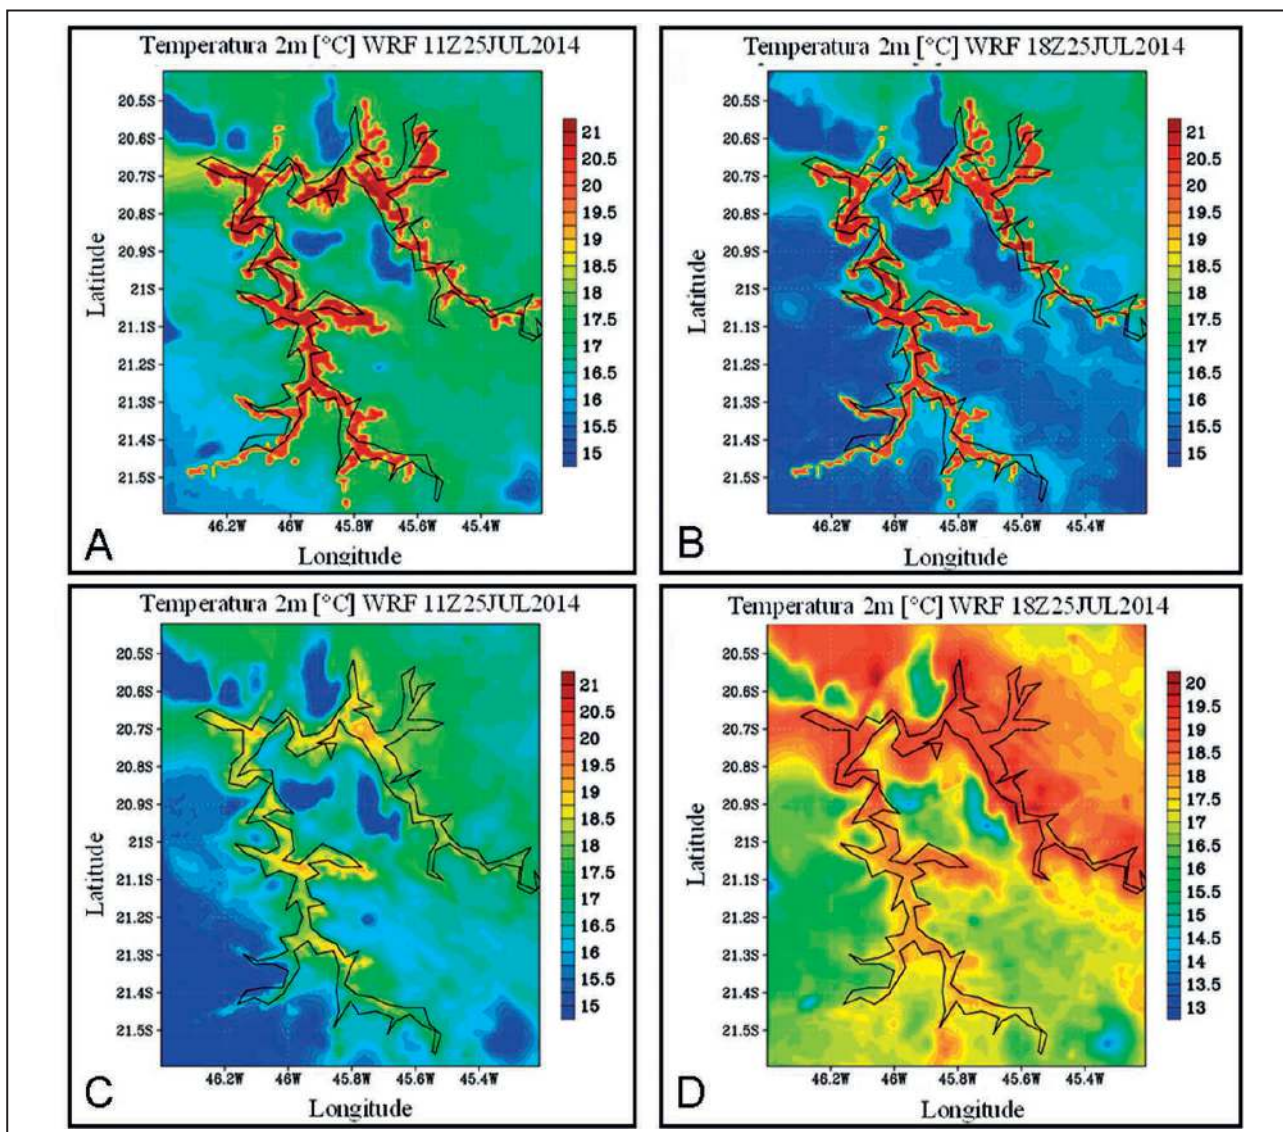 Temperatura 2m [°C] WRF 11Z25JUL2014
20.5S
20.6S
20.7S
20.8S
20.9S
21S
21.1S
21.2S
21.3S
21.4S
21.5S
Latitude
46.2W 46W 45.8W 45.6W 45.4W
Longitude
21
20.5
20
19.5
19
18.5
18
17.5
17
16.5
16
15.5
15
A
Temperatura 2m [°C] WRF 18Z25JUL2014
20.5S
20.6S
20.7S
20.8S
20.9S
21S
21.1S
21.2S
21.3S
21.4S
21.5S
Latitude
46.2W 46W 45.8W 45.6W 45.4W
Longitude
21
20.5
20
19.5
19
18.5
18
17.5
17
16.5
16
15.5
15
B
Temperatura 2m [°C] WRF 11Z25JUL2014
20.5S
20.6S
20.7S
20.8S
20.9S
21S
21.1S
21.2S
21.3S
21.4S
21.5S
Latitude
46.2W 46W 45.8W 45.6W 45.4W
Longitude
21
20.5
20
19.5
19
18.5
18
17.5
17
16.5
16
15.5
15
C
Temperatura 2m [°C] WRF 18Z25JUL2014
20.5S
20.6S
20.7S
20.8S
20.9S
21S
21.1S
21.2S
21.3S
21.4S
21.5S
Latitude
46.2W 46W 45.8W 45.6W 45.4W
Longitude
20
19.5
19
18.5
18
17.5
17
16.5
16
15.5
15
14.5
14
13.5
13
D